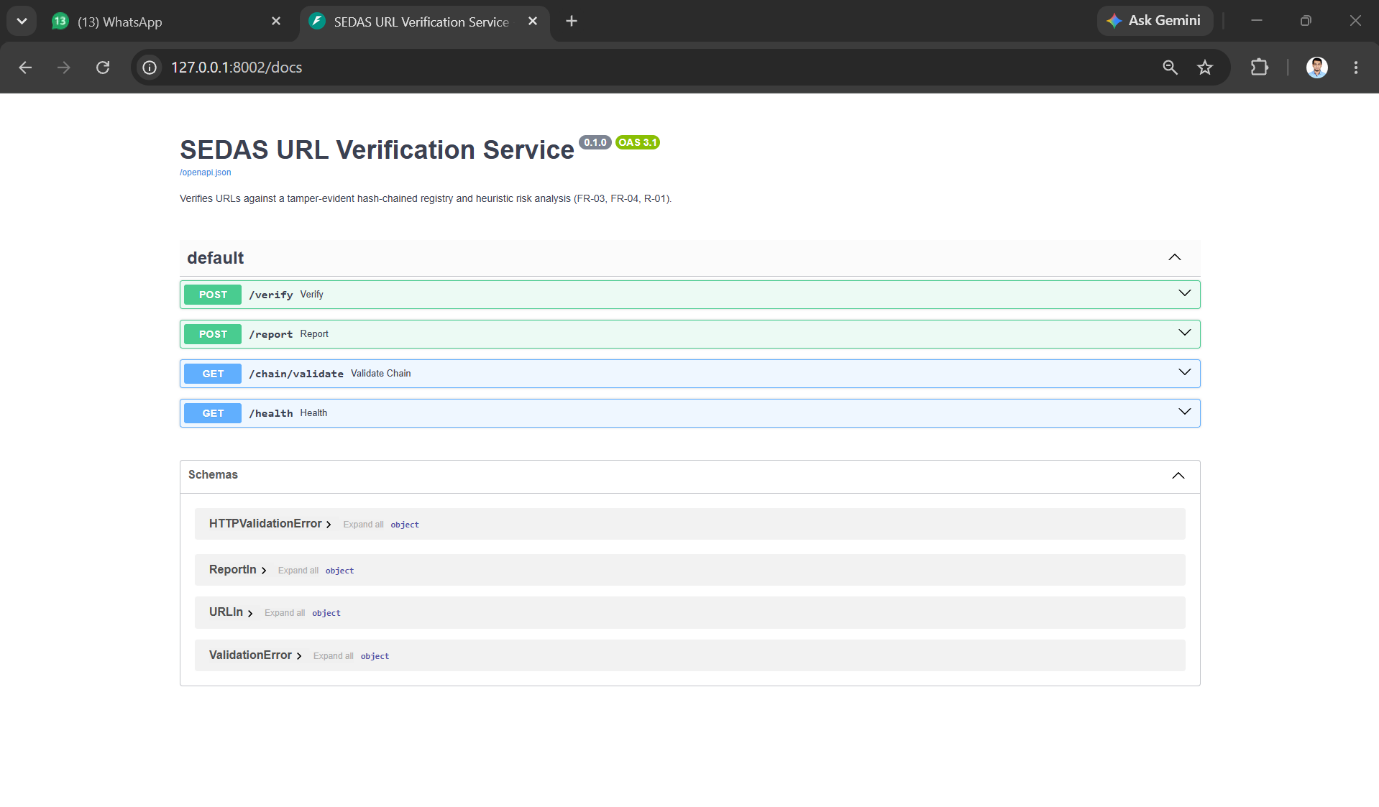 13 (13) WhatsApp
SEDAS URL Verification Service
Ask Gemini
127.0.0.1:8002/docs
SEDAS URL Verification Service 0.1.0 OAS 3.1
/openapi.json
Verifies URLs against a tamper-evident hash-chained registry and heuristic risk analysis (FR-03, FR-04, R-01).
default
POST /verify Verify
POST /report Report
GET /chain/validate Validate Chain
GET /health Health
Schemas
HTTPValidationError Expand all object
ReportIn Expand all object
URLIn Expand all object
ValidationError Expand all object